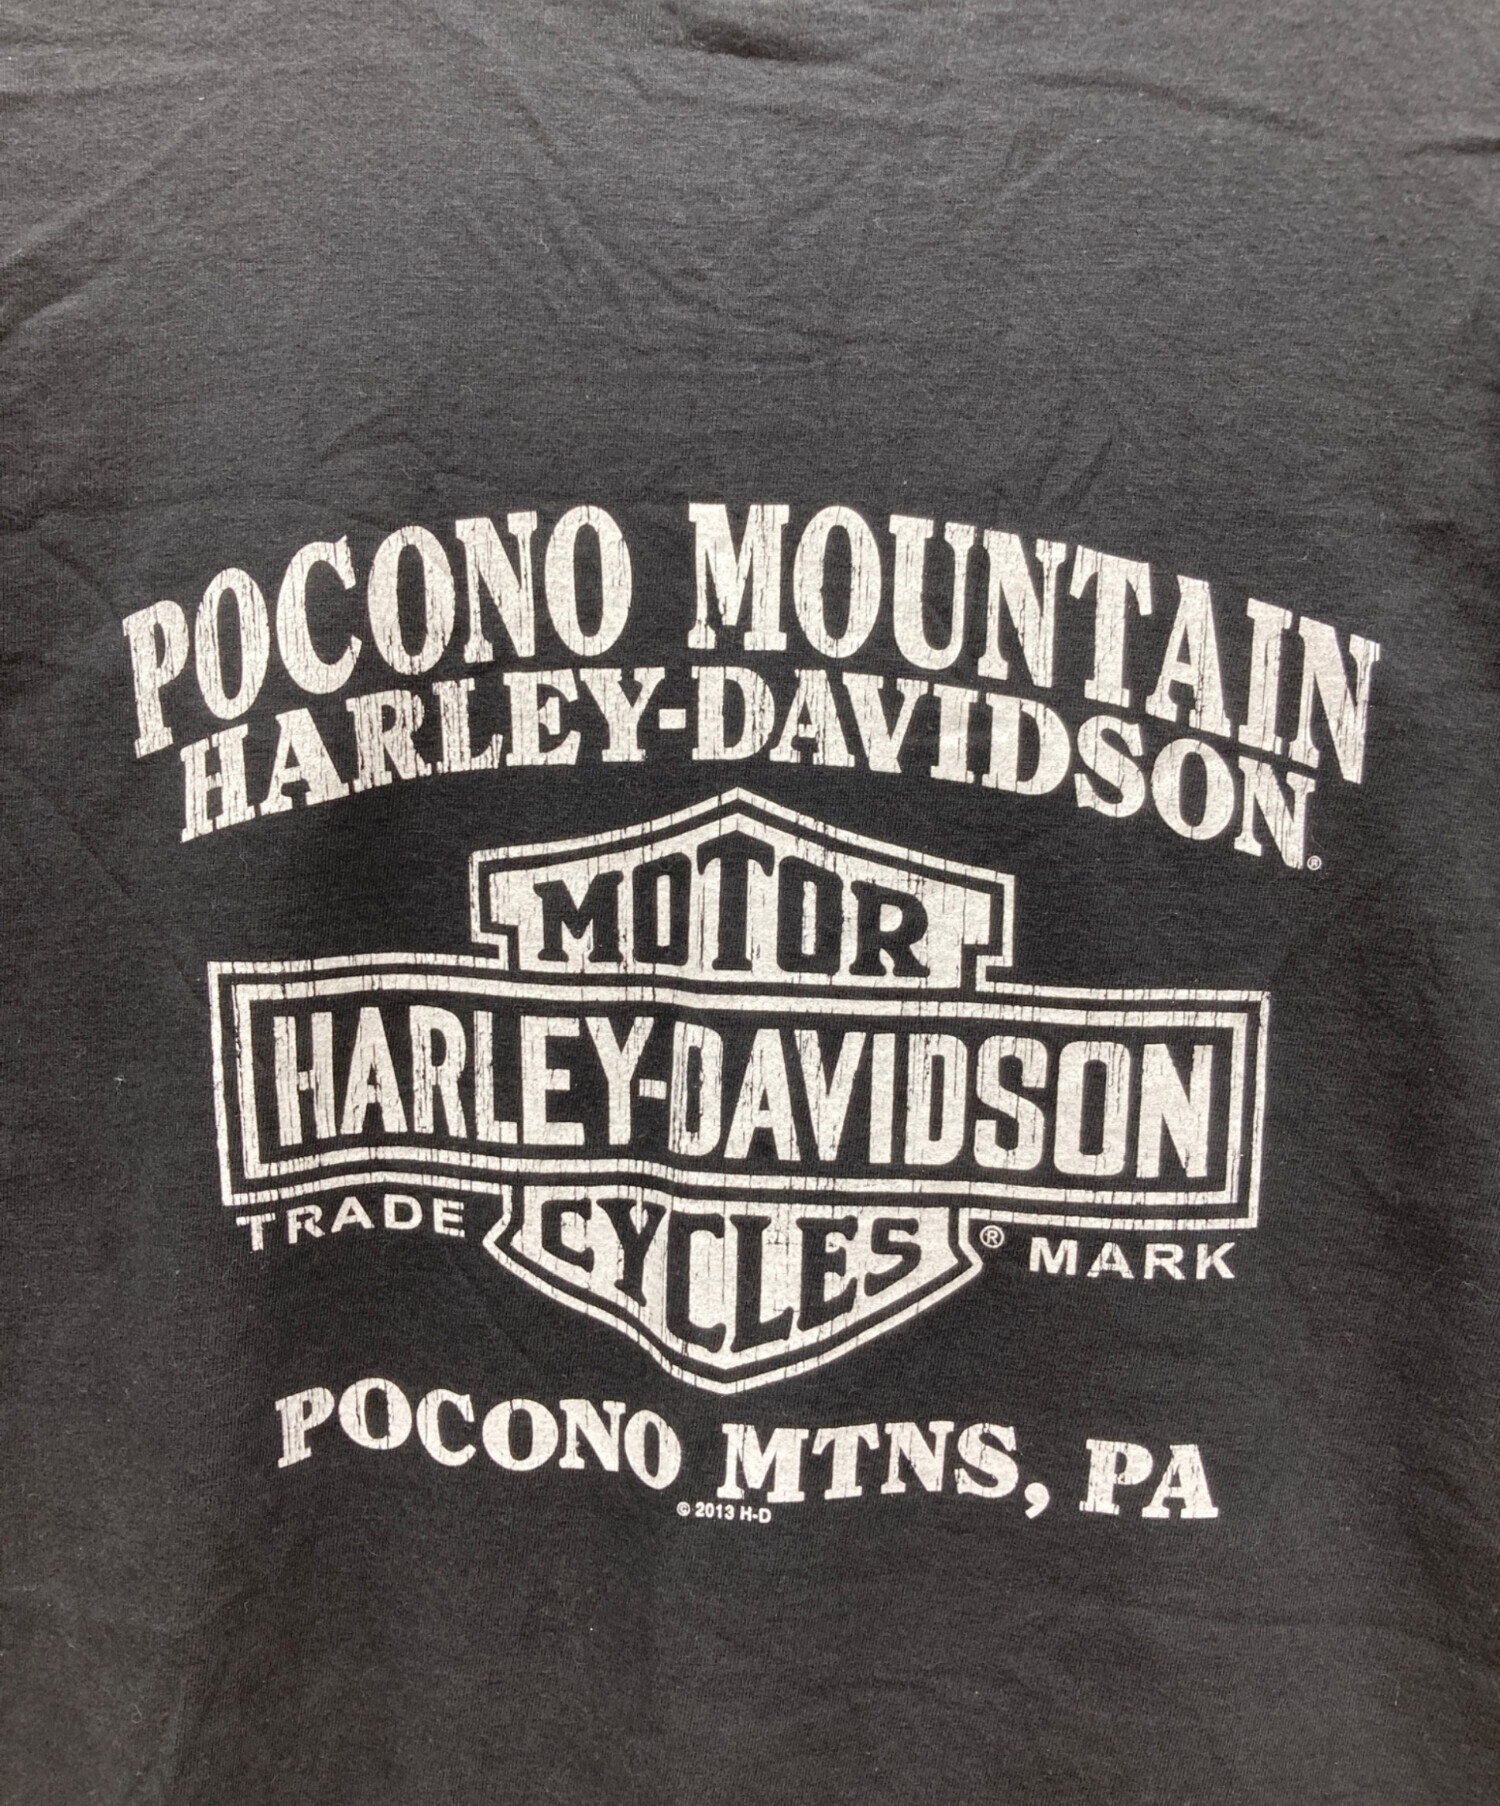 POCONO MOUNTAIN
HARLEY-DAVIDSON®
MOTOR
HARLEY-DAVIDSON
CYCLES
TRADE ® MARK
POCONO MTNS, PA
© 2013 H-D